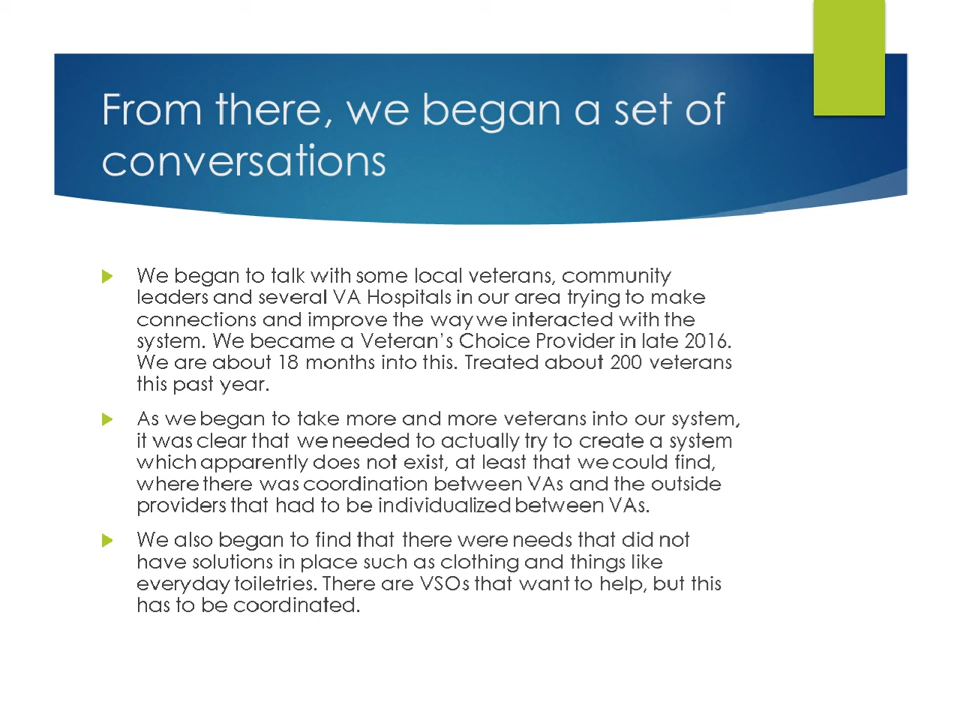 From there, we began a set of
conversations
We began to talk with some local veterans, community
leaders and several VA Hospitals in our area trying to make
connections and improve the way we interacted with the
system. We became a Veteran's Choice Provider in late 2016.
We are about 18 months into this. Treated about 200 veterans
this past year.
As we began to take more and more veterans into our system,
it was clear that we needed to actually try to create a system
which apparently does not exist, at least that we could find,
where there was coordination between VAs and the outside
providers that had to be individualized between VAs.
We also began to find that there were needs that did not
have solutions in place such as clothing and things like
everyday toiletries. There are VSOs that want to help, but this
has to be coordinated.